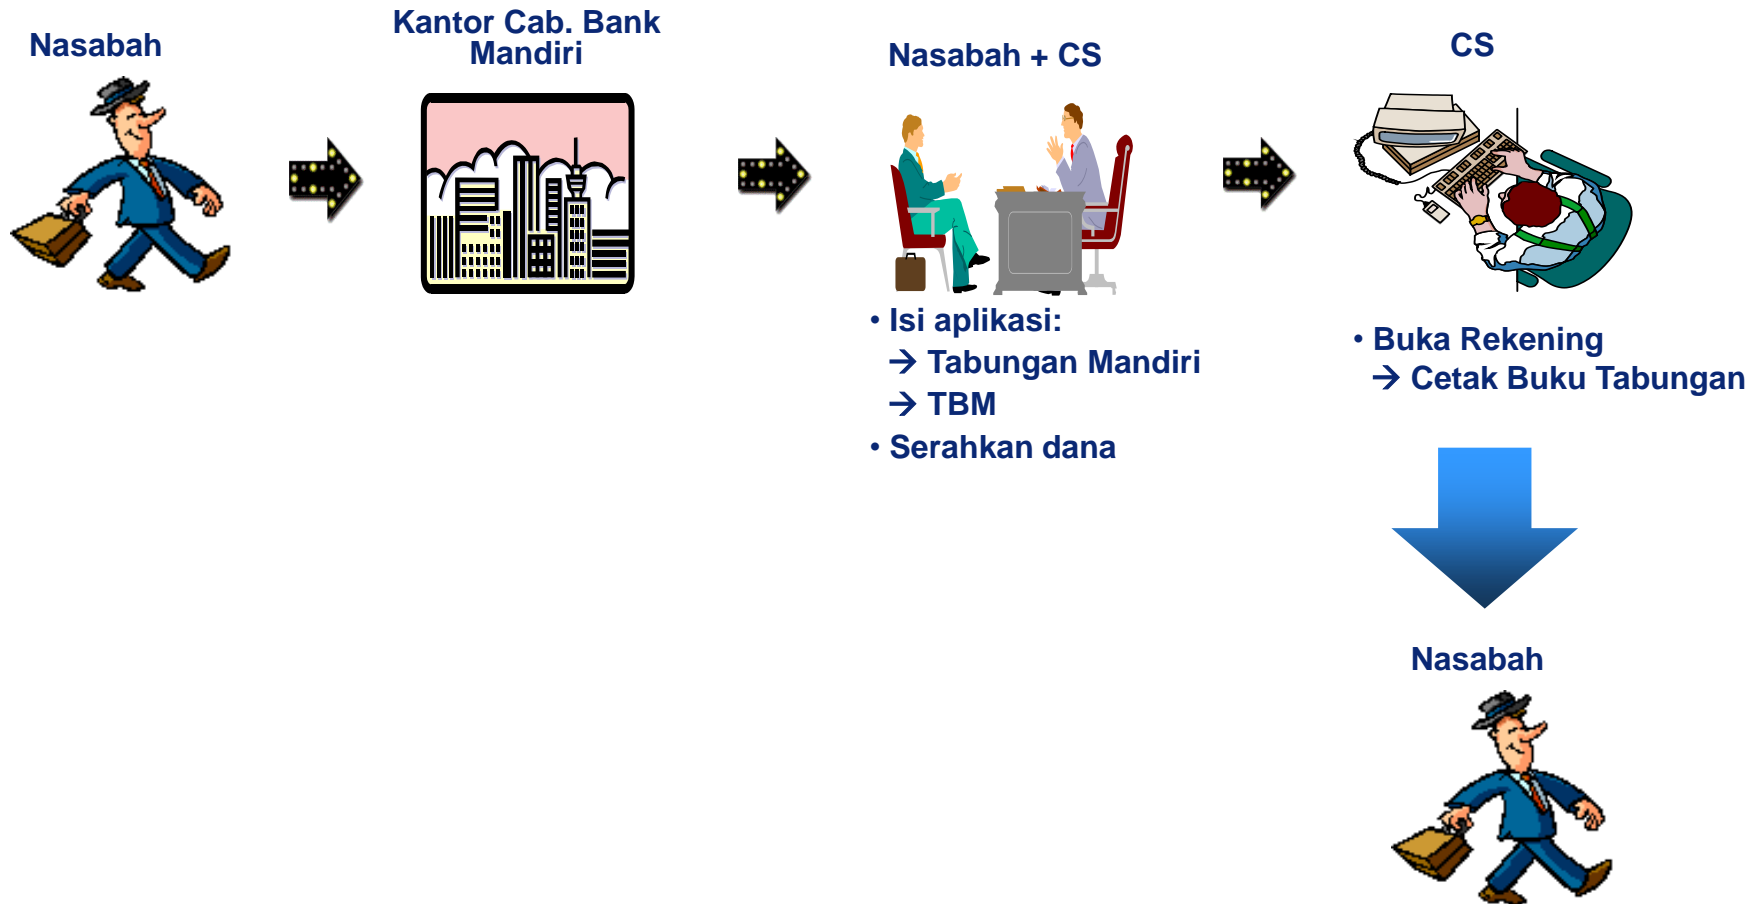 Nasabah
Kantor Cab. Bank
Mandiri
Nasabah + CS
CS
• Isi aplikasi:
→ Tabungan Mandiri
→ TBM
• Serahkan dana
• Buka Rekening
→ Cetak Buku Tabungan
Nasabah